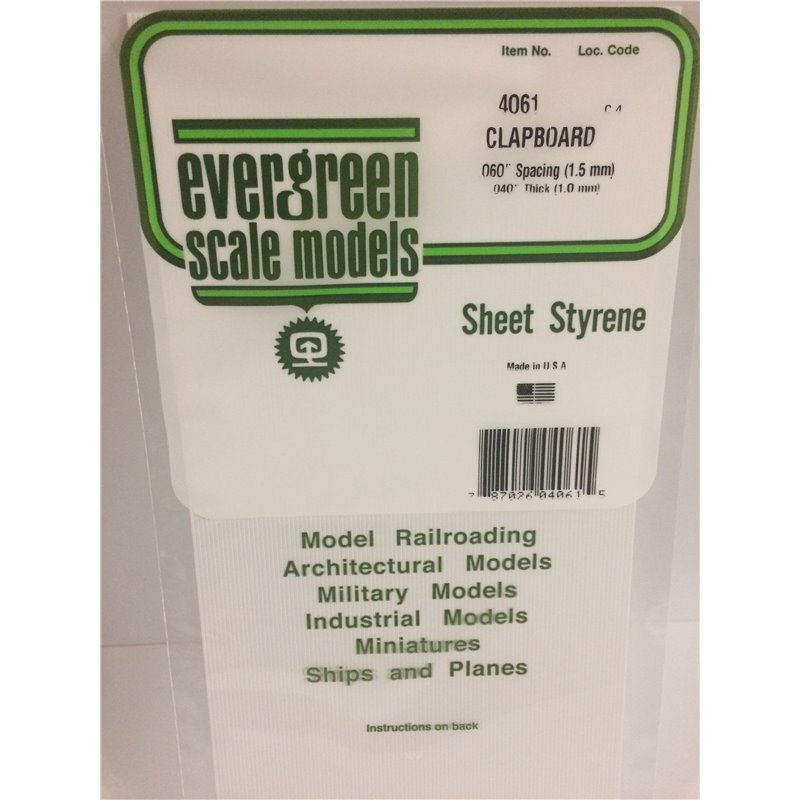 Item No. Loc. Code
4061
CLAPBOARD
.060" Spacing (1.5 mm)
.040" Thick (1.0 mm)
evergreen
scale models
Sheet Styrene
Made in U S A
7 87026 04061 5
Model Railroading
Architectural Models
Military Models
Industrial Models
Miniatures
Ships and Planes
Instructions on back